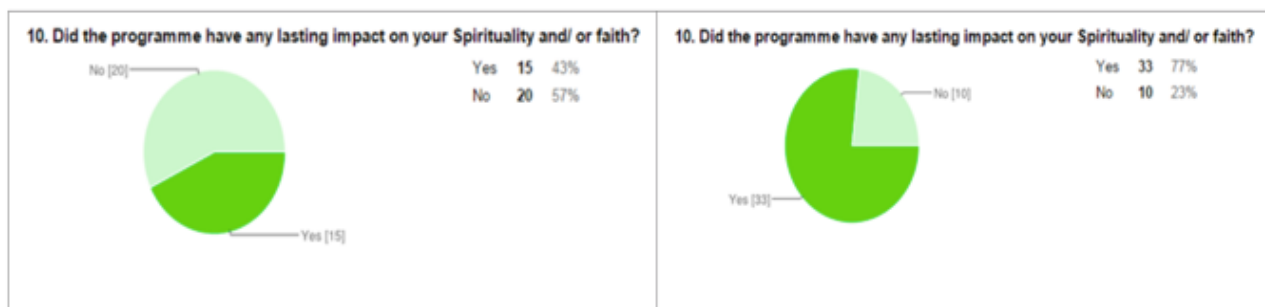 10. Did the programme have any lasting impact on your Spirituality and/ or faith?
No [20]
Yes 15 43%
No 20 57%
Yes [15]
10. Did the programme have any lasting impact on your Spirituality and/ or faith?
Yes 33 77%
No [10]
No 10 23%
Yes [33]